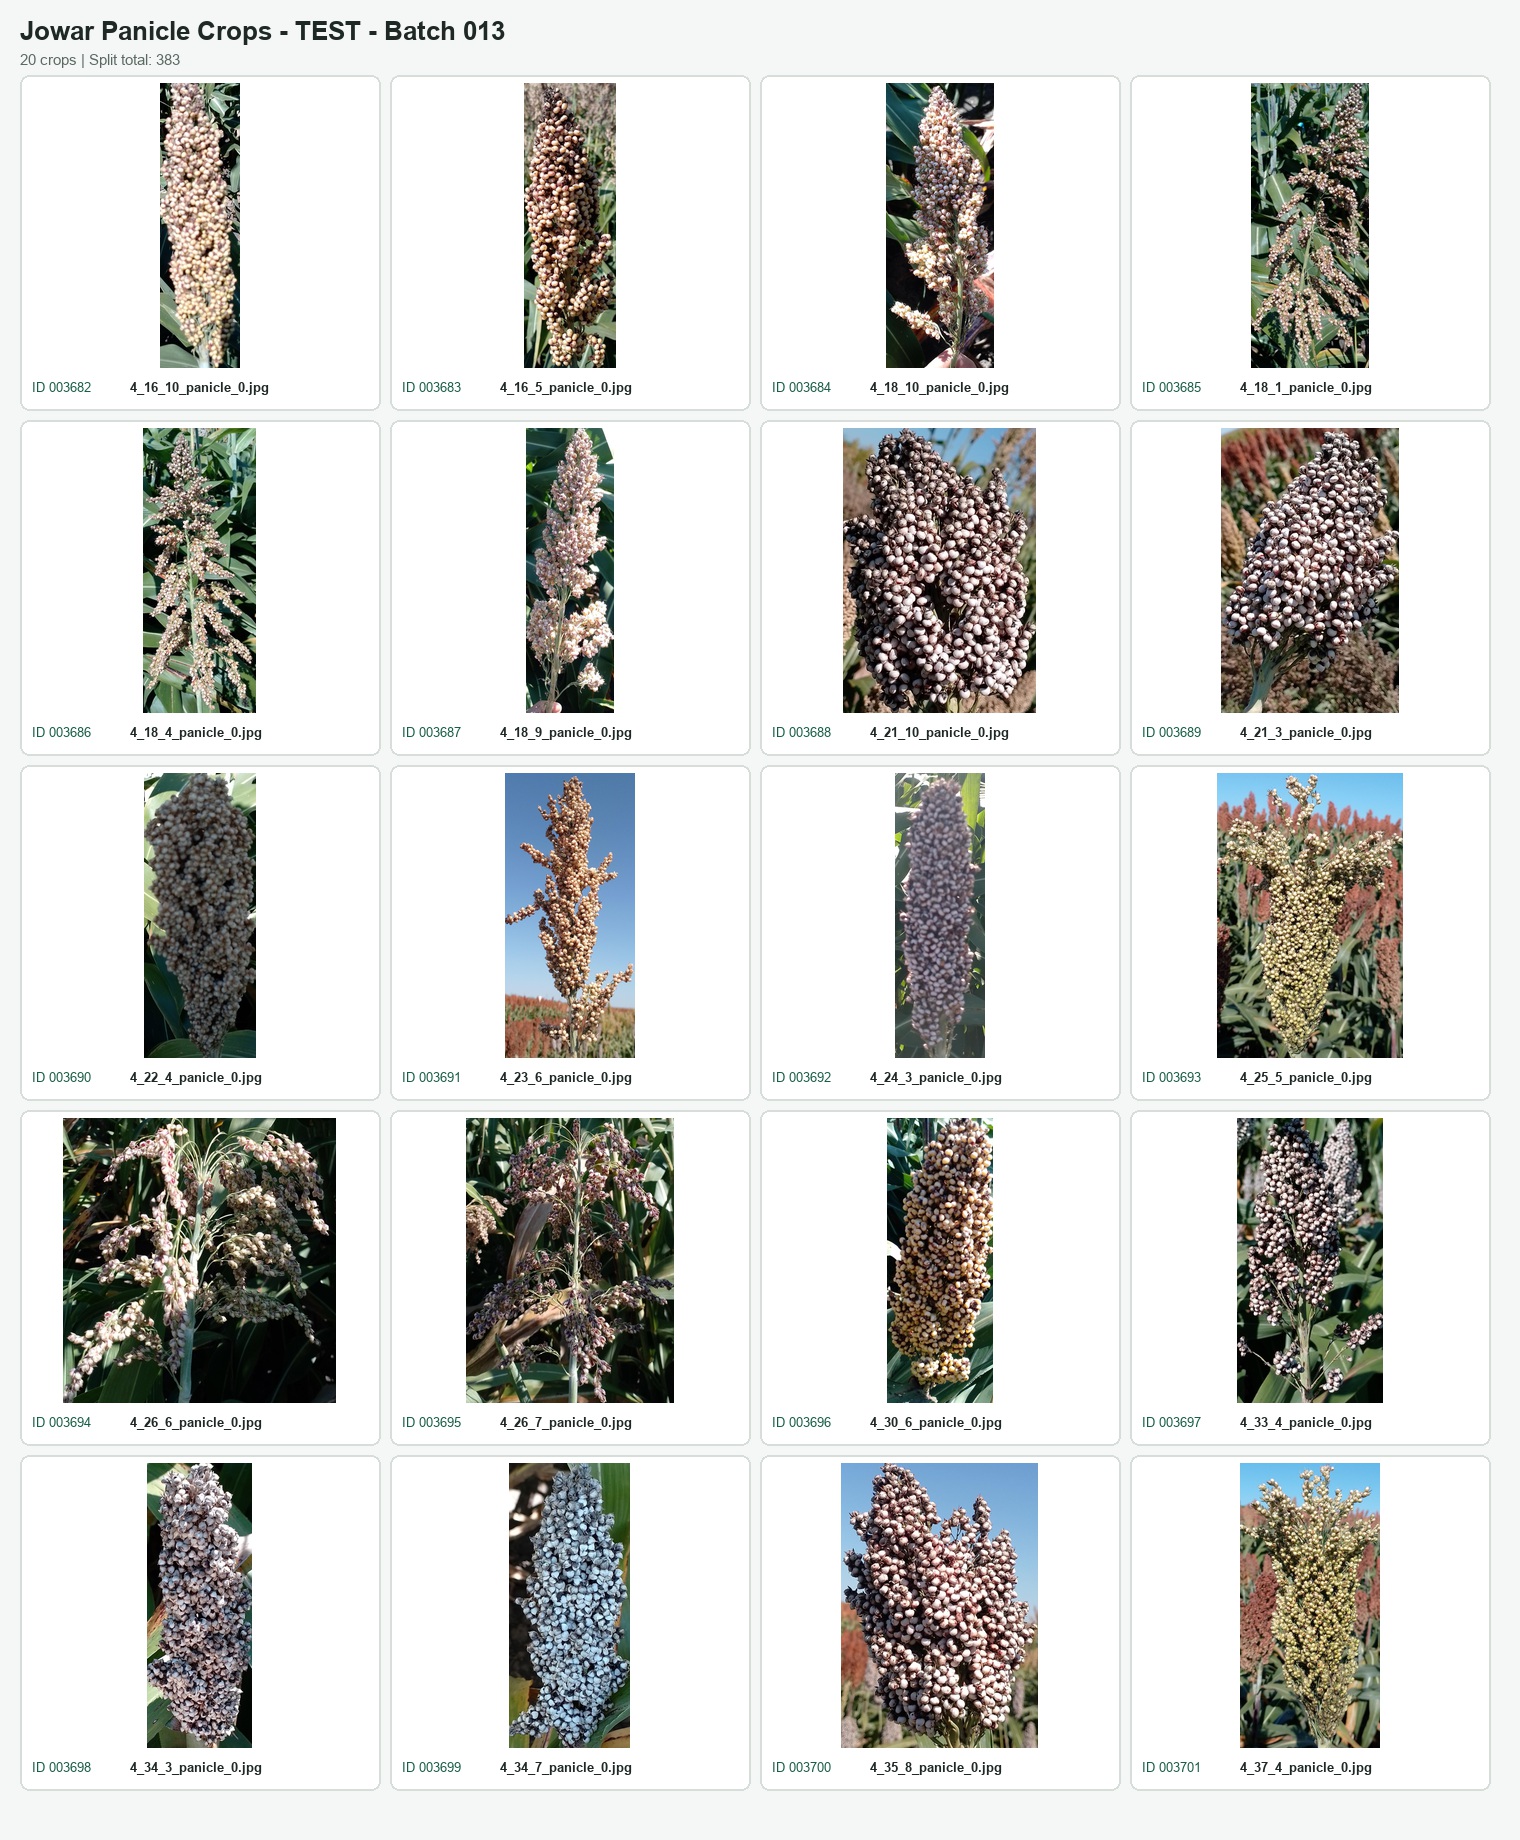 Jowar Panicle Crops - TEST - Batch 013
20 crops | Split total: 383
ID 003682 4_16_10_panicle_0.jpg
ID 003683 4_16_5_panicle_0.jpg
ID 003684 4_18_10_panicle_0.jpg
ID 003685 4_18_1_panicle_0.jpg
ID 003686 4_18_4_panicle_0.jpg
ID 003687 4_18_9_panicle_0.jpg
ID 003688 4_21_10_panicle_0.jpg
ID 003689 4_21_3_panicle_0.jpg
ID 003690 4_22_4_panicle_0.jpg
ID 003691 4_23_6_panicle_0.jpg
ID 003692 4_24_3_panicle_0.jpg
ID 003693 4_25_5_panicle_0.jpg
ID 003694 4_26_6_panicle_0.jpg
ID 003695 4_26_7_panicle_0.jpg
ID 003696 4_30_6_panicle_0.jpg
ID 003697 4_33_4_panicle_0.jpg
ID 003698 4_34_3_panicle_0.jpg
ID 003699 4_34_7_panicle_0.jpg
ID 003700 4_35_8_panicle_0.jpg
ID 003701 4_37_4_panicle_0.jpg